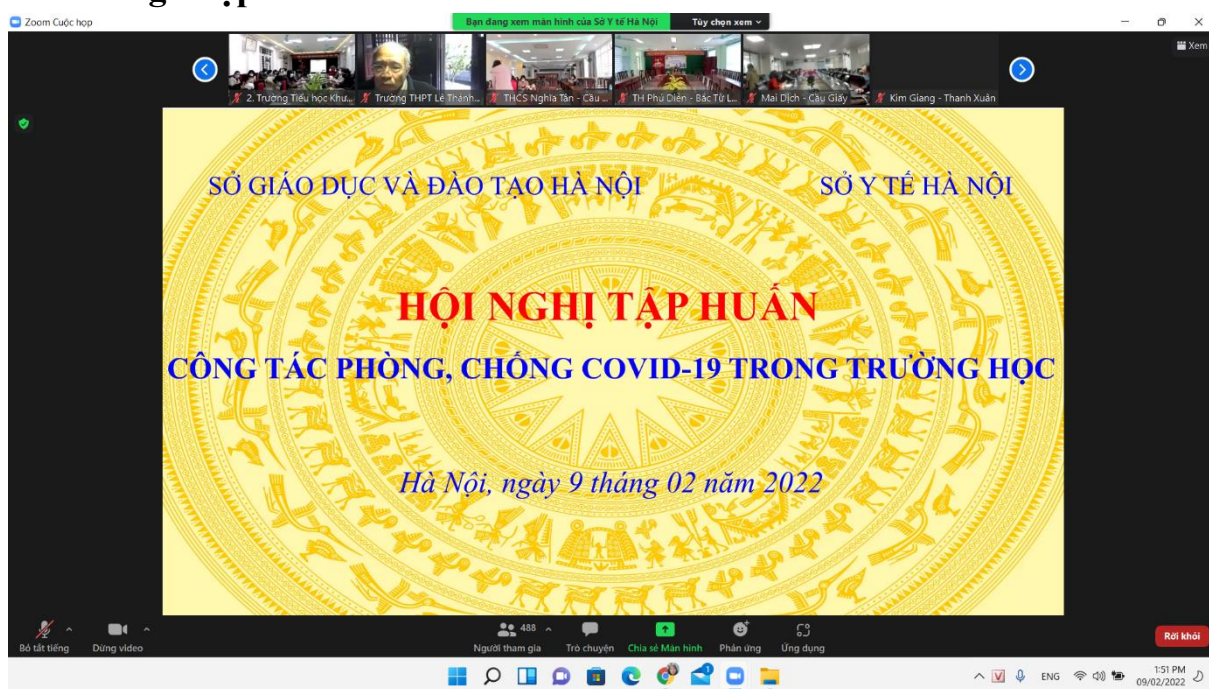 Zoom Cuộc họp
Bạn đang xem màn hình của Sở Y tế Hà Nội
Tùy chọn xem
Xem
2. Trường Tiểu học Khư...
Trường THPT Lê Thánh...
THCS Nghĩa Tân - Cầu ...
TH Phú Diễn - Bắc Từ L...
Mai Dịch - Cầu Giấy
Kim Giang - Thanh Xuân
SỞ GIÁO DỤC VÀ ĐÀO TẠO HÀ NỘI
SỞ Y TẾ HÀ NỘI
HỘI NGHỊ TẬP HUẤN
CÔNG TÁC PHÒNG, CHỐNG COVID-19 TRONG TRƯỜNG HỌC
Hà Nội, ngày 9 tháng 02 năm 2022
Bỏ tắt tiếng
Dừng video
488
Người tham gia
Trò chuyện
Chia sẻ Màn hình
Phản ứng
Ứng dụng
Rời khỏi
ENG
1:51 PM
09/02/2022